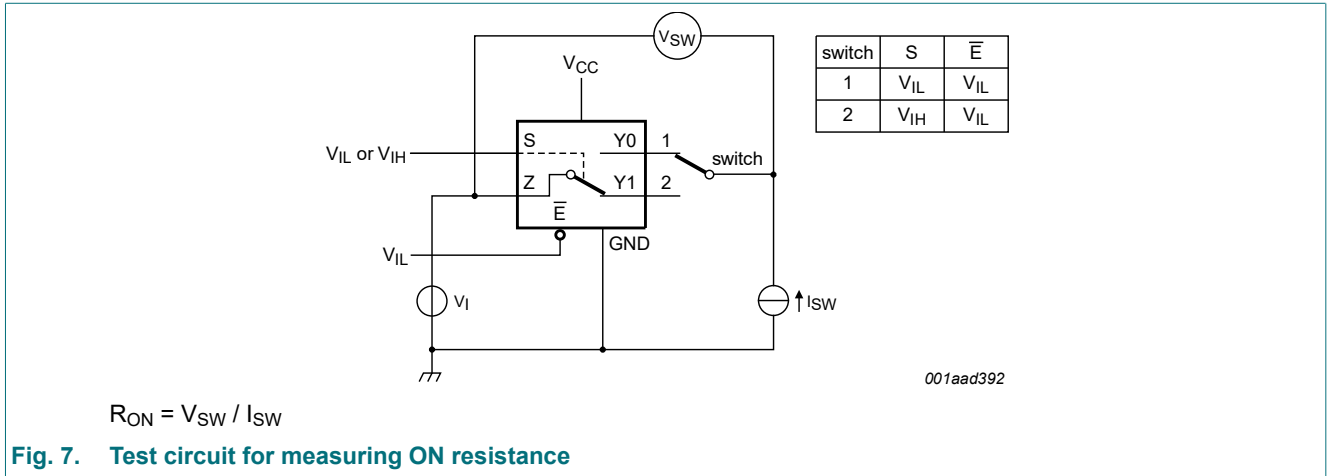 VSW
switch S E̅
1 VIL VIL
2 VIH VIL
VCC
S Y0 1
VIL or VIH
switch
Z Y1 2
E̅
GND
VIL
VI
ISW
001aad392
RON = VSW / ISW
Fig. 7. Test circuit for measuring ON resistance